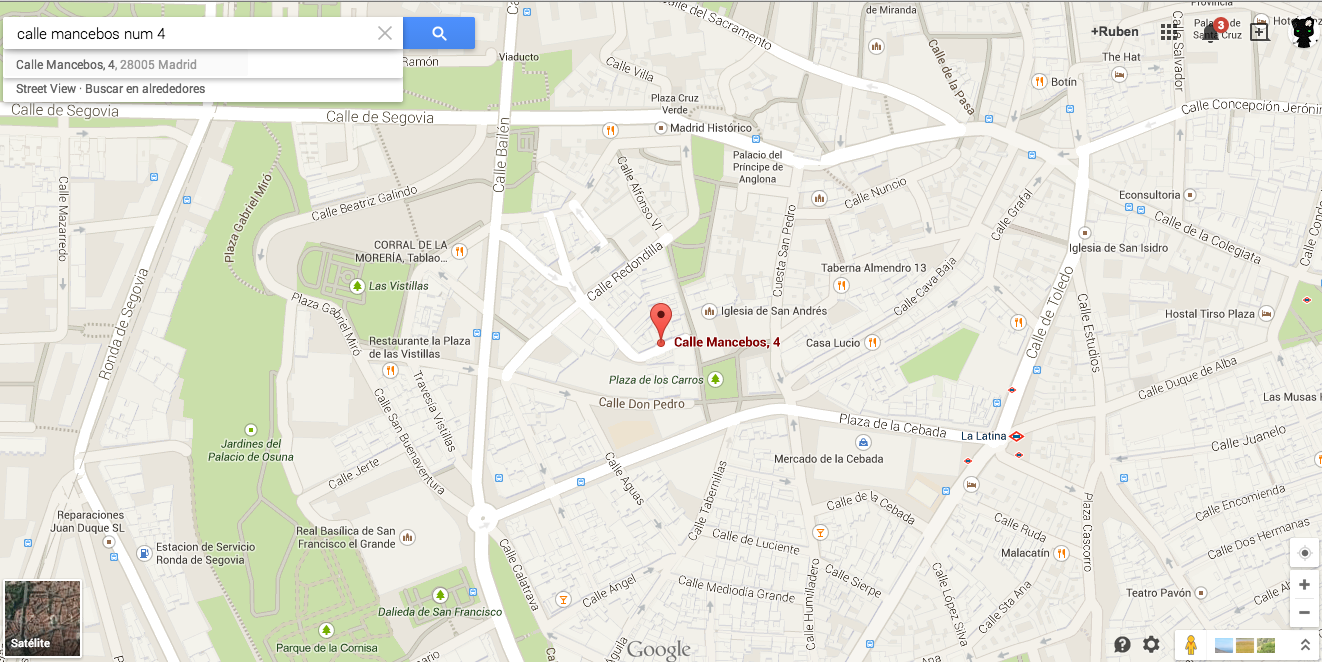 calle mancebos num 4
Calle Mancebos, 4, 28005 Madrid
Street View · Buscar en alrededores
+Ruben
3
Calle del Sacramento
de Miranda
Provincia
Palacio de
Santa Cruz
Calle Salvador
The Hat
Botín
Calle de la Pasa
Ramón
Viaducto
Calle Villa
Plaza Cruz
Verde
Madrid Histórico
Calle de Segovia
Calle de Segovia
Calle Bailén
Calle Concepción Jerónim
Palacio del
Príncipe de
Anglona
Calle Alfonso VI
Calle Nuncio
Calle Grafal
Econsultoria
Calle de la Colegiata
Calle Conde
Calle Mazarredo
Plaza Gabriel Miró
Calle Beatriz Galindo
CORRAL DE LA
MORERÍA, Tablao...
Calle Redondilla
Cuesta San Pedro
Iglesia de San Isidro
Taberna Almendro 13
Calle Cava Baja
Las Vistillas
Plaza Gabriel Miró
Ronda de Segovia
Iglesia de San Andrés
Calle de Toledo
Calle Estudios
Hostal Tirso Plaza
Restaurante la Plaza
de las Vistillas
Calle Mancebos, 4
Casa Lucio
Plaza de los Carros
Calle Duque de Alba
Travesía Vistillas
Calle San Buenaventura
Calle Don Pedro
Las Musas
Plaza de la Cebada
La Latina
Calle Juanelo
Jardines del
Palacio de Osuna
Calle Jerte
Calle Aguas
Calle Tabernillas
Mercado de la Cebada
Calle Encomienda
Reparaciones
Juan Duque SL
Estacion de Servicio
Ronda de Segovia
Real Basílica de San
Francisco el Grande
Calle de la Cebada
Calle Ruda
Plaza Cascorro
Calle Dos Hermanas
Calle Calatrava
Calle de Luciente
Malacatín
Calle Angel
Calle Mediodía Grande
Calle Humilladero
Calle Sierpe
Calle López Silva
Calle Sta Ana
Teatro Pavón
Dalieda de San Francisco
Parque de la Cornisa
Águila
Google
Satélite